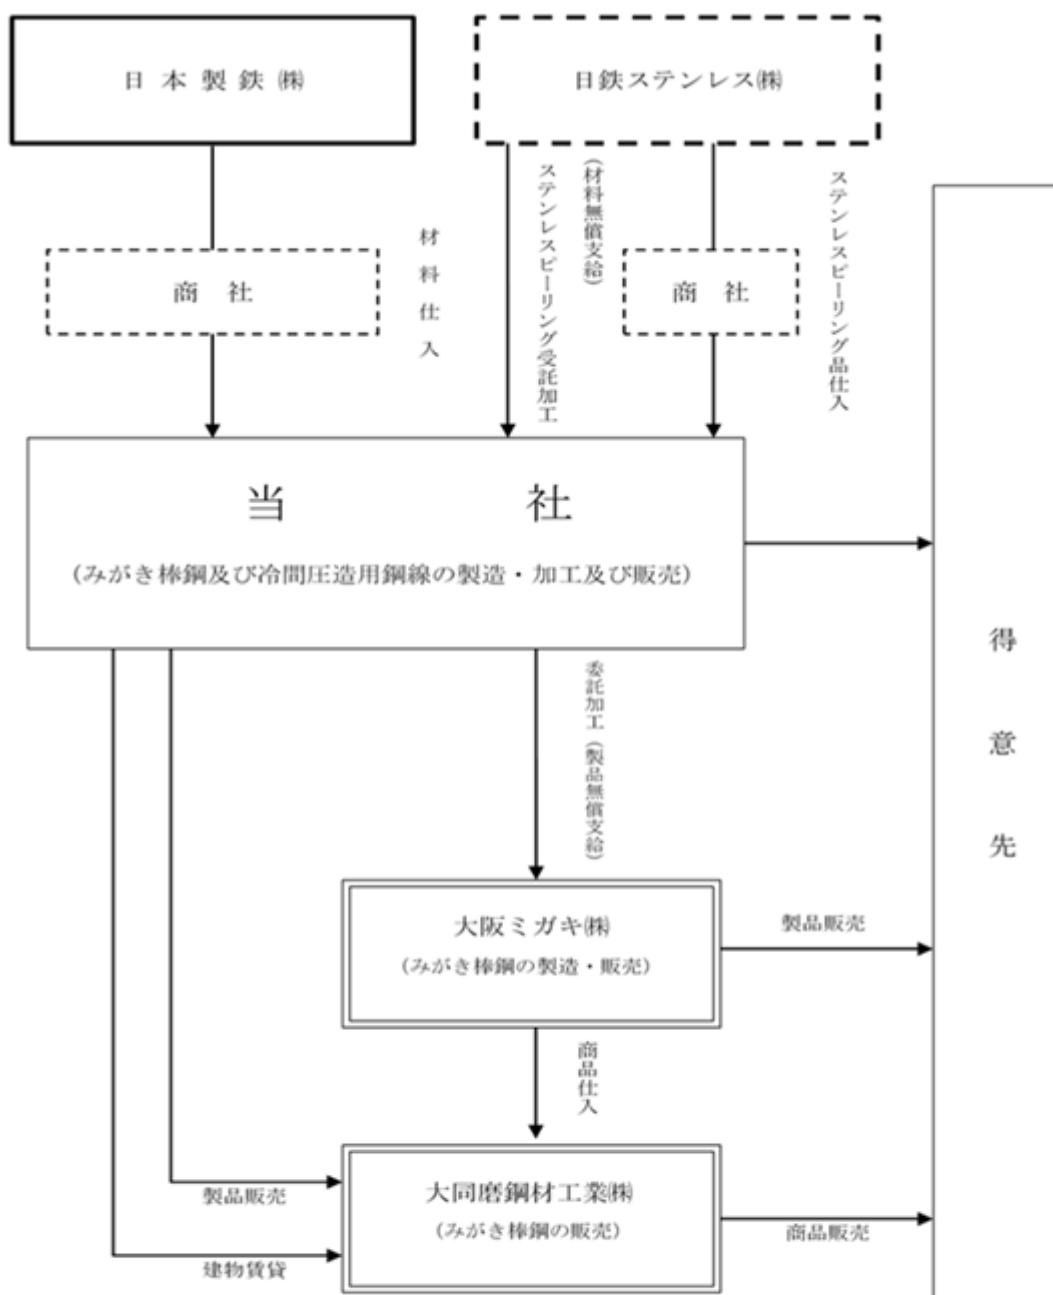 日本製鉄㈱
日鉄ステンレス㈱
商社
材料仕入
ステンレスピーリング受託加工
(材料無償支給)
商社
ステンレスピーリング品仕入
当社
(みがき棒鋼及び冷間圧造用鋼線の製造・加工及び販売)
得意先
委託加工(製品無償支給)
大阪ミガキ㈱
(みがき棒鋼の製造・販売)
製品販売
商品仕入
大同磨鋼材工業㈱
(みがき棒鋼の販売)
製品販売
建物賃貸
商品販売